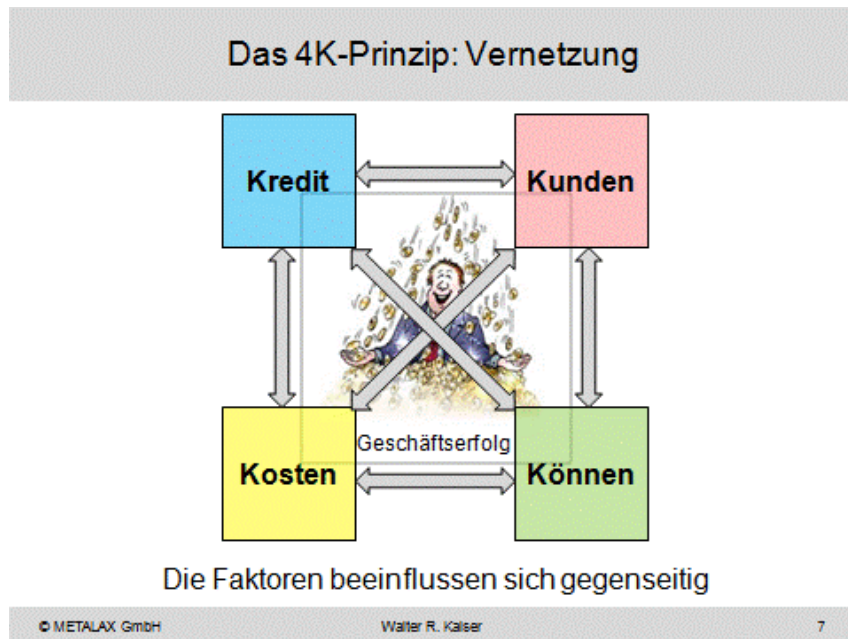 Das 4K-Prinzip: Vernetzung
Kredit
Kunden
Geschäftserfolg
Kosten
Können
Die Faktoren beeinflussen sich gegenseitig
© METALAX GmbH
Walter R. Kaiser
7